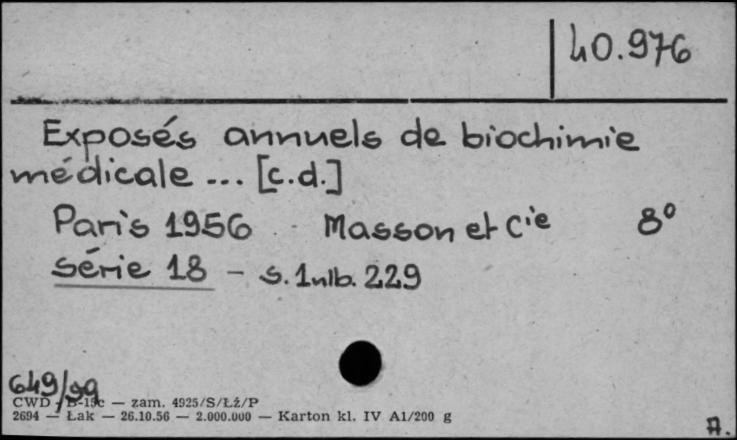 40.976
Exposés annuels de biochimie
médicale ... [c.d.]
Paris 1956 Masson et Cie 8°
série 18 - s. 1nlb. 229
649/99
CWD - B-15c — zam. 4925/S/Łż/P
2694 — Łak — 26.10.56 — 2.000.000 — Karton kl. IV A1/200 g
A.